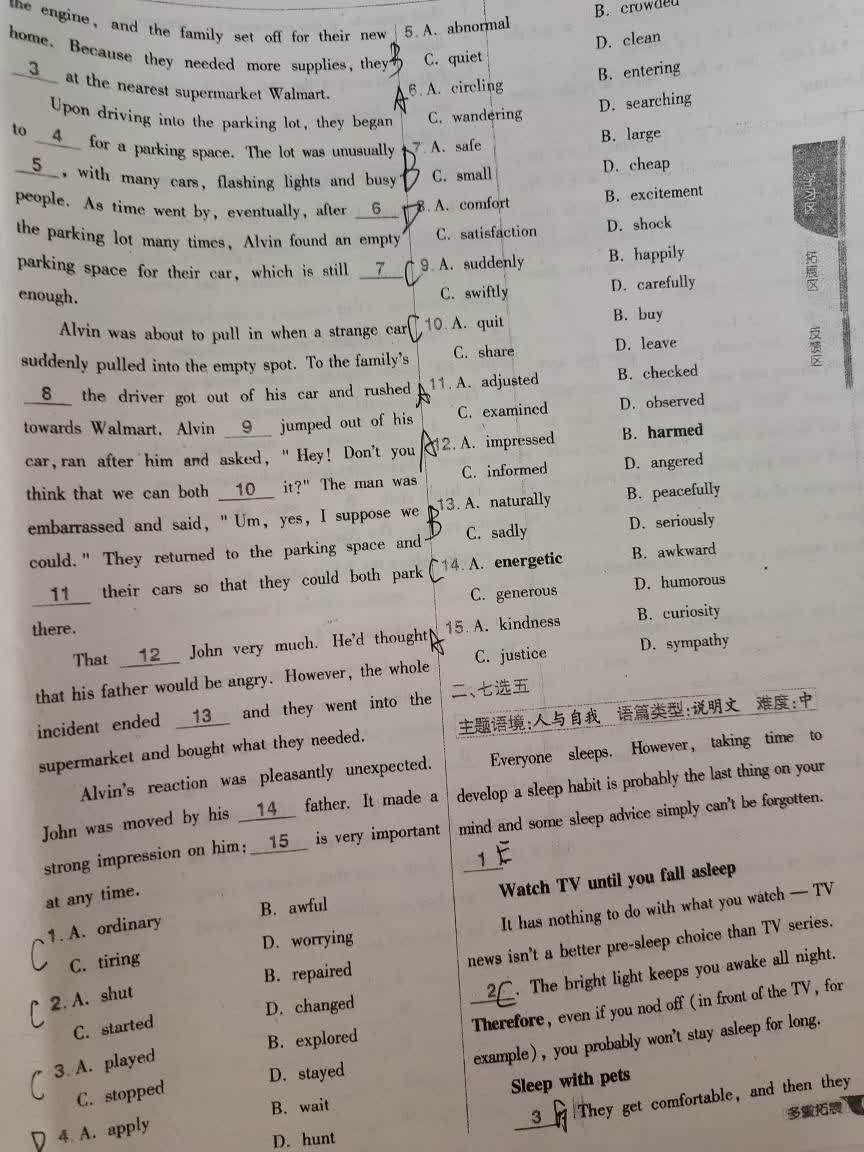 the engine, and the family set off for their new
home. Because they needed more supplies, they
3 at the nearest supermarket Walmart.
Upon driving into the parking lot, they began
to 4 for a parking space. The lot was unusually
5, with many cars, flashing lights and busy
people. As time went by, eventually, after 6
the parking lot many times, Alvin found an empty
parking space for their car, which is still 7
enough.
Alvin was about to pull in when a strange car
suddenly pulled into the empty spot. To the family's
8 the driver got out of his car and rushed
towards Walmart. Alvin 9 jumped out of his
car, ran after him and asked, "Hey! Don't you
think that we can both 10 it?" The man was
embarrassed and said, "Um, yes, I suppose we
could." They returned to the parking space and
11 their cars so that they could both park
there.
That 12 John very much. He'd thought
that his father would be angry. However, the whole
incident ended 13 and they went into the
supermarket and bought what they needed.
Alvin's reaction was pleasantly unexpected.
John was moved by his 14 father. It made a
strong impression on him: 15 is very important
at any time.
C 1. A. ordinary B. awful
C. tiring D. worrying
C 2. A. shut B. repaired
C. started D. changed
C 3. A. played B. explored
C. stopped D. stayed
D 4. A. apply B. wait
D. hunt
B 5. A. abnormal B. crowded
C. quiet D. clean
A 6. A. circling B. entering
C. wandering D. searching
7. A. safe B. large
C. small D. cheap
D 8. A. comfort B. excitement
C. satisfaction D. shock
C 9. A. suddenly B. happily
C. swiftly D. carefully
C 10. A. quit B. buy
C. share D. leave
A 11. A. adjusted B. checked
C. examined D. observed
A 12. A. impressed B. harmed
C. informed D. angered
B 13. A. naturally B. peacefully
C. sadly D. seriously
C 14. A. energetic B. awkward
C. generous D. humorous
A 15. A. kindness B. curiosity
C. justice D. sympathy
二、七选五
主题语境:人与自我 语篇类型:说明文 难度:中
Everyone sleeps. However, taking time to
develop a sleep habit is probably the last thing on your
mind and some sleep advice simply can't be forgotten.
1 E
Watch TV until you fall asleep
It has nothing to do with what you watch — TV
news isn't a better pre-sleep choice than TV series.
2 C. The bright light keeps you awake all night.
Therefore, even if you nod off (in front of the TV, for
example), you probably won't stay asleep for long.
Sleep with pets
3 They get comfortable, and then they
学习区
拓展区
反馈区
多重拓展